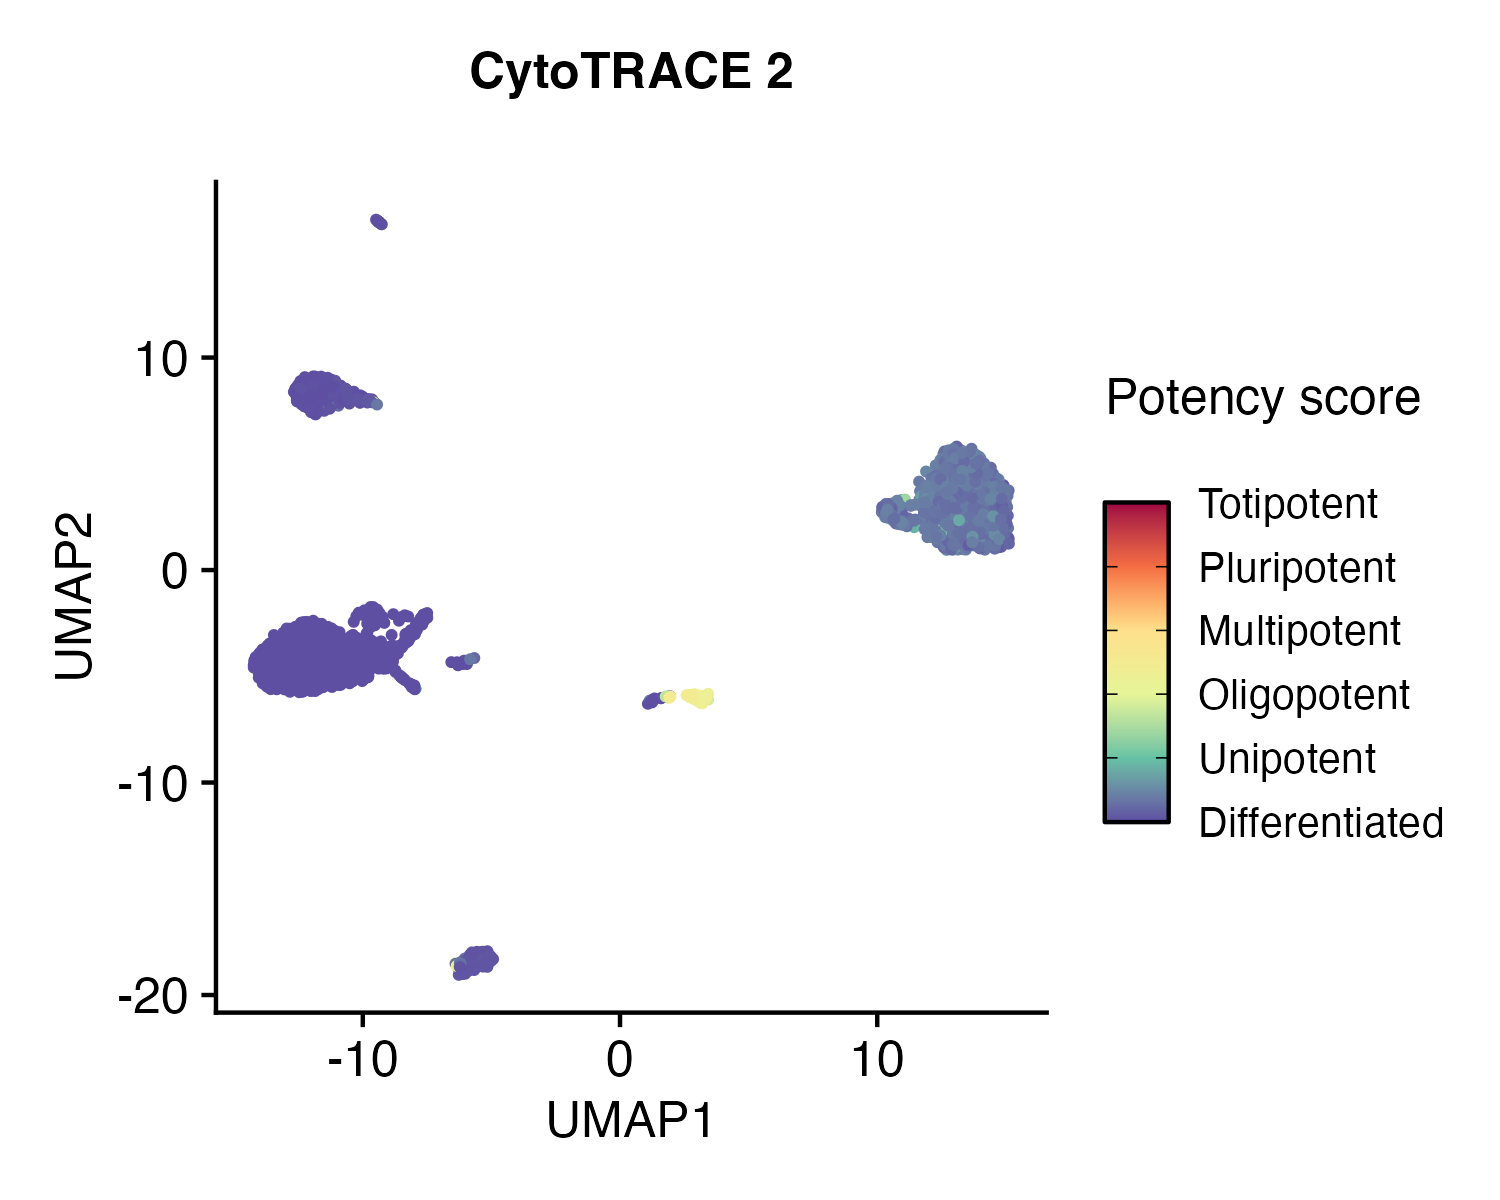 CytoTRACE 2
UMAP2
10
0
-10
-20
-10 0 10
UMAP1
Potency score
Totipotent
Pluripotent
Multipotent
Oligopotent
Unipotent
Differentiated